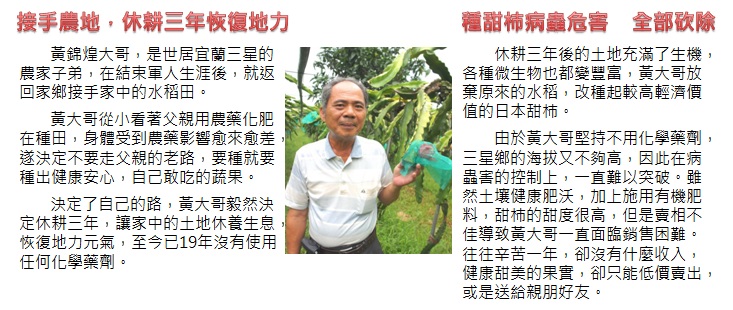 接手農地，休耕三年恢復地力
黃錦煌大哥，是世居宜蘭三星的
農家子弟，在結束軍人生涯後，就返
回家鄉接手家中的水稻田。
黃大哥從小看著父親用農藥化肥
在種田，身體受到農藥影響愈來愈差，
遂決定不要走父親的老路，要種就要
種出健康安心，自己敢吃的蔬果。
決定了自己的路，黃大哥毅然決
定休耕三年，讓家中的土地休養生息，
恢復地力元氣，至今已19年沒有使用
任何化學藥劑。
種甜柿病蟲危害　全部砍除
休耕三年後的土地充滿了生機，
各種微生物也都變豐富，黃大哥放
棄原來的水稻，改種起較高經濟價
值的日本甜柿。
由於黃大哥堅持不用化學藥劑，
三星鄉的海拔又不夠高，因此在病
蟲害的控制上，一直難以突破。雖
然土壤健康肥沃，加上施用有機肥
料，甜柿的甜度很高，但是賣相不
佳導致黃大哥一直面臨銷售困難。
往往辛苦一年，卻沒有什麼收入，
健康甜美的果實，卻只能低價賣出，
或是送給親朋好友。